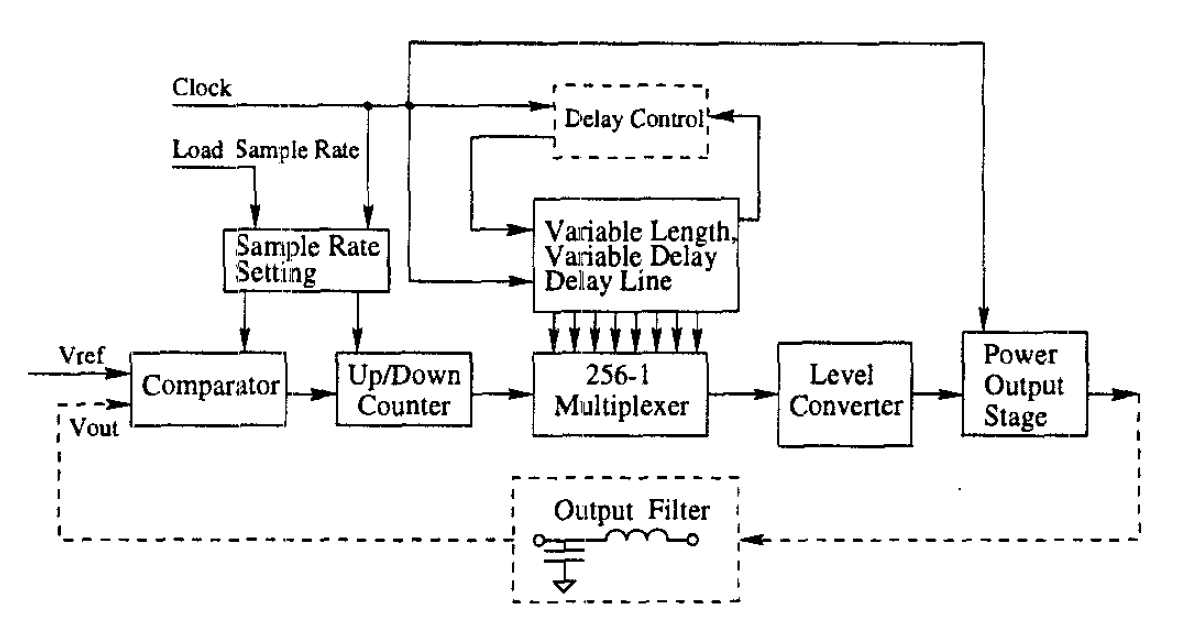 Clock
Delay Control
Load Sample Rate
Sample Rate
Setting
Variable Length,
Variable Delay
Delay Line
Vref
Comparator
Up/Down
Counter
256-1
Multiplexer
Level
Converter
Power
Output
Stage
Vout
Output Filter